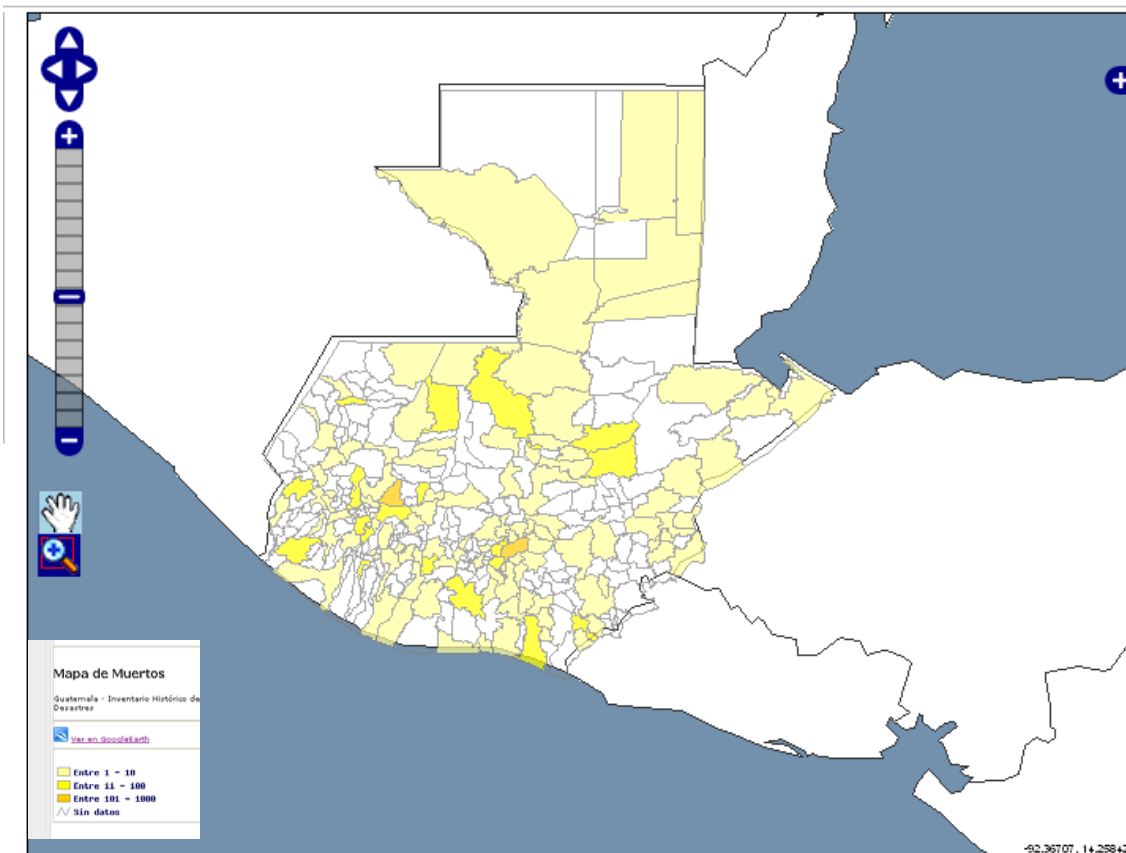 Mapa de Muertos
Guatemala - Inventario Histórico de
Desastres
Ver en GoogleEarth
Entre 1 - 10
Entre 11 - 100
Entre 101 - 1000
Sin datos
-92.36707, 14.25842